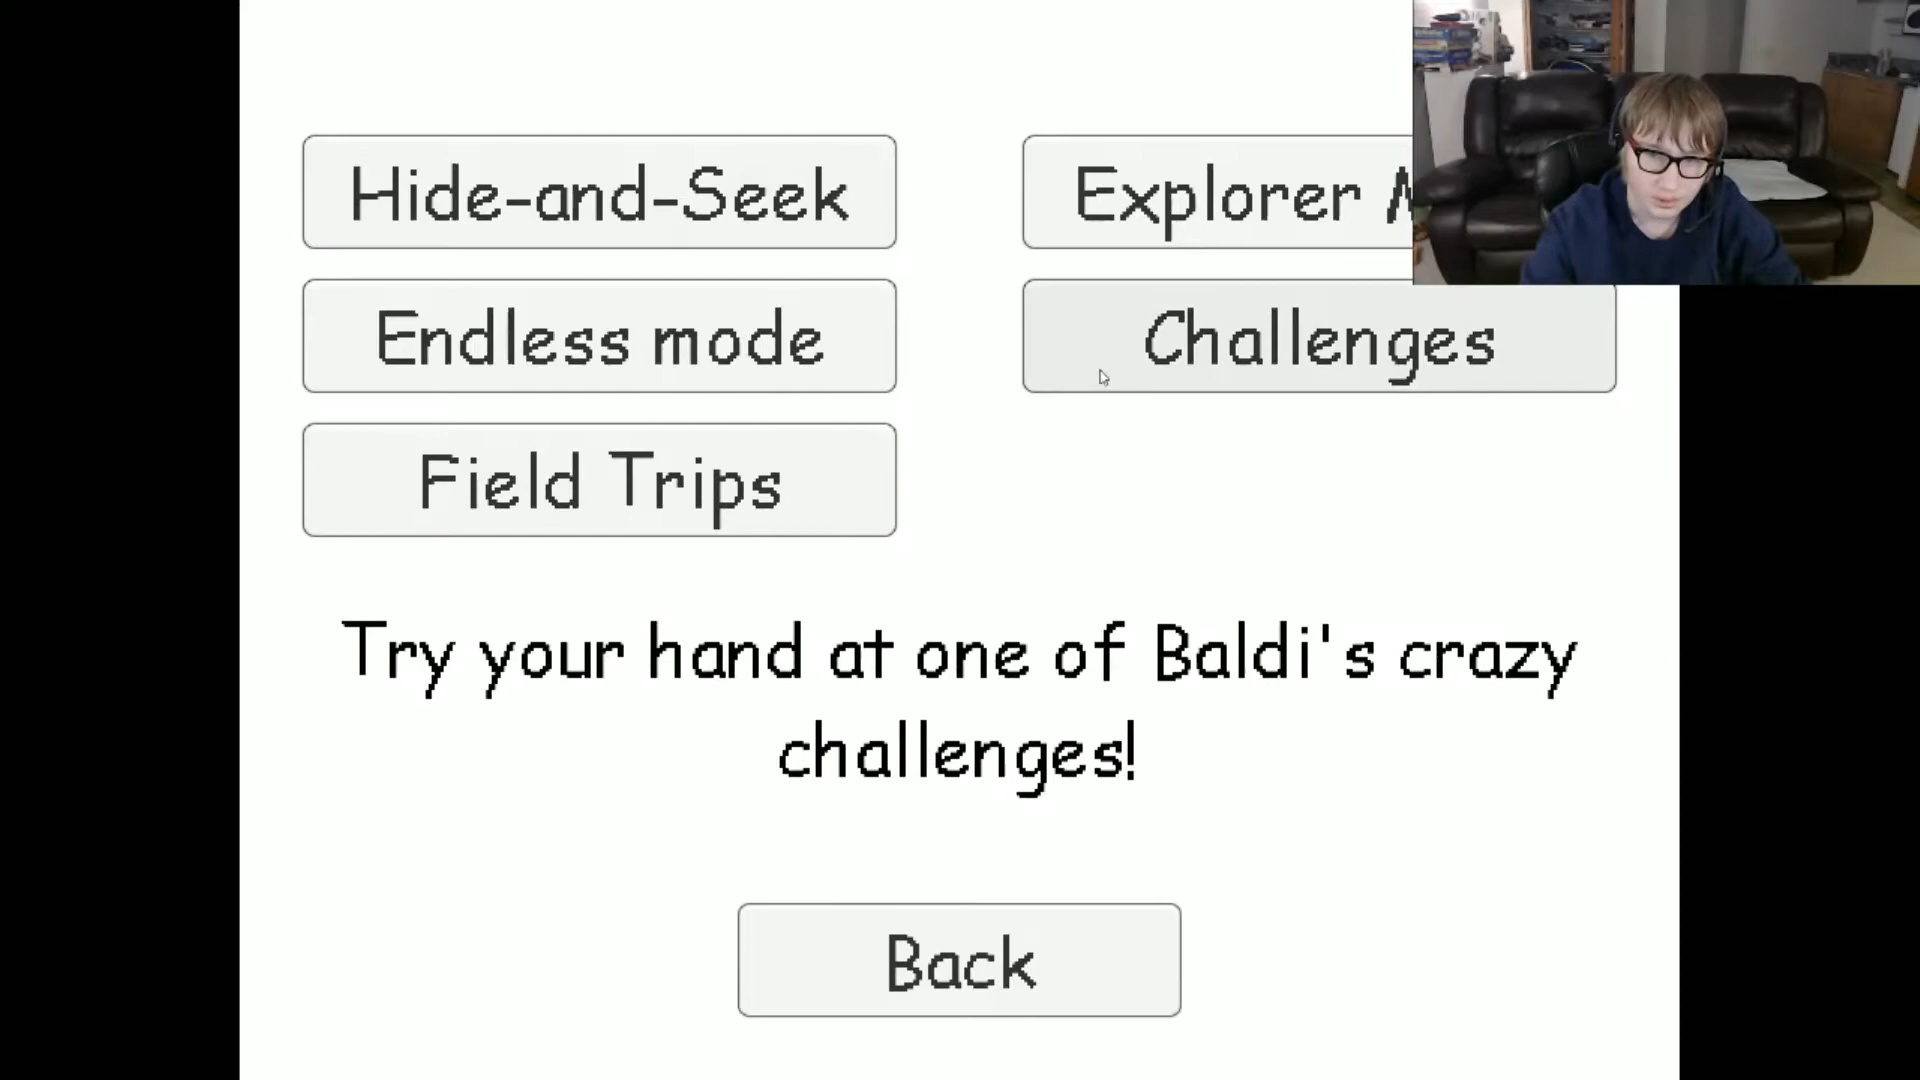 Hide-and-Seek
Explorer
Endless mode
Challenges
Field Trips
Try your hand at one of Baldi's crazy
challenges!
Back